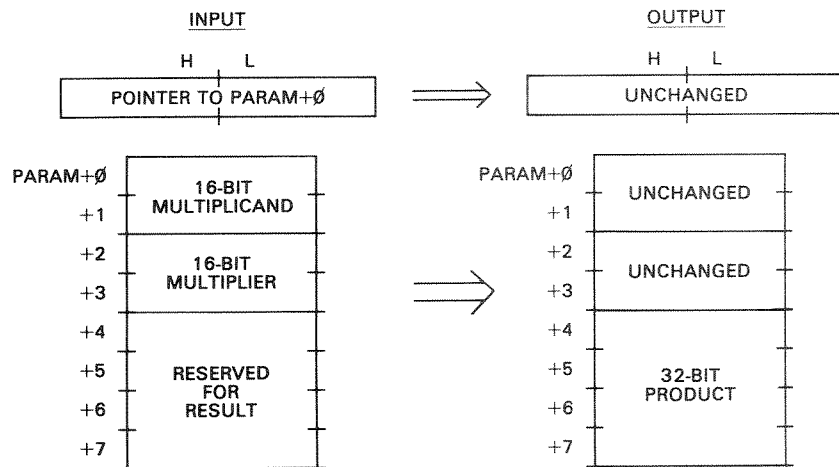 INPUT
H L
POINTER TO PARAM+Ø
PARAM+Ø
+1
+2
+3
+4
+5
+6
+7
16-BIT
MULTIPLICAND
16-BIT
MULTIPLIER
RESERVED
FOR
RESULT
OUTPUT
H L
UNCHANGED
PARAM+Ø
+1
+2
+3
+4
+5
+6
+7
UNCHANGED
UNCHANGED
32-BIT
PRODUCT